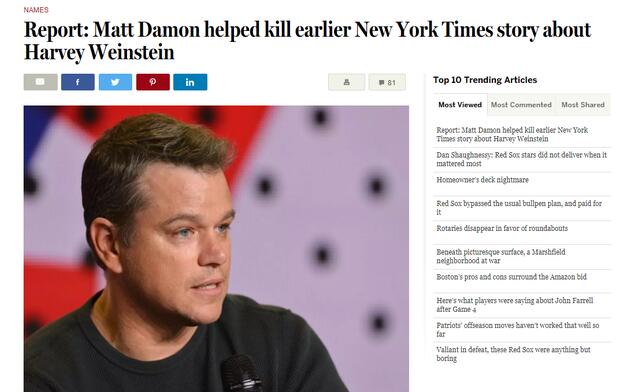 NAMES
Report: Matt Damon helped kill earlier New York Times story about
Harvey Weinstein
81
Top 10 Trending Articles
Most Viewed
Most Commented
Most Shared
Report: Matt Damon helped kill earlier New York
Times story about Harvey Weinstein
Dan Shaughnessy: Red Sox stars did not deliver when it
mattered most
Homeowner's deck nightmare
Red Sox bypassed the usual bullpen plan, and paid for
it
Rotaries disappear in favor of roundabouts
Beneath picturesque surface, a Marshfield
neighborhood at war
Boston's pros and cons surround the Amazon bid
Here's what players were saying about John Farrell
after Game 4
Patriots' offseason moves haven't worked that well so
far
Valiant in defeat, these Red Sox were anything but
boring